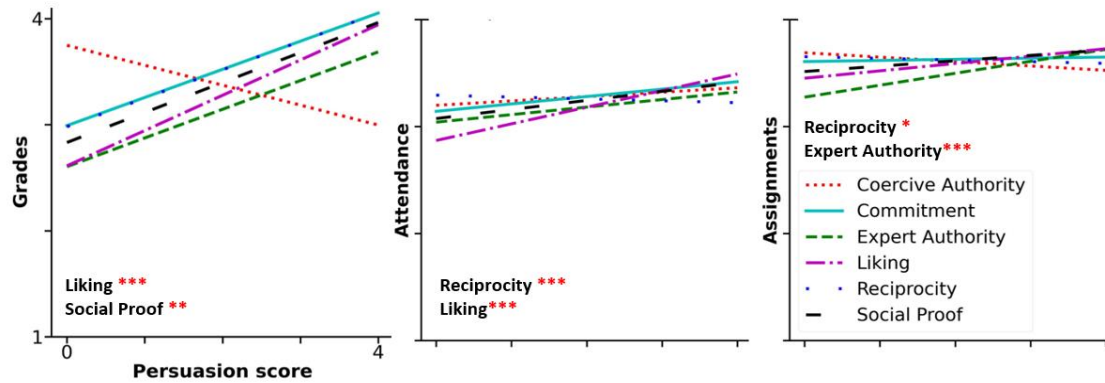 4
Grades
Liking ***
Social Proof **
1
0
4
Persuasion score
Attendance
Reciprocity ***
Liking***
Assignments
Reciprocity *
Expert Authority***
Coercive Authority
Commitment
Expert Authority
Liking
Reciprocity
Social Proof